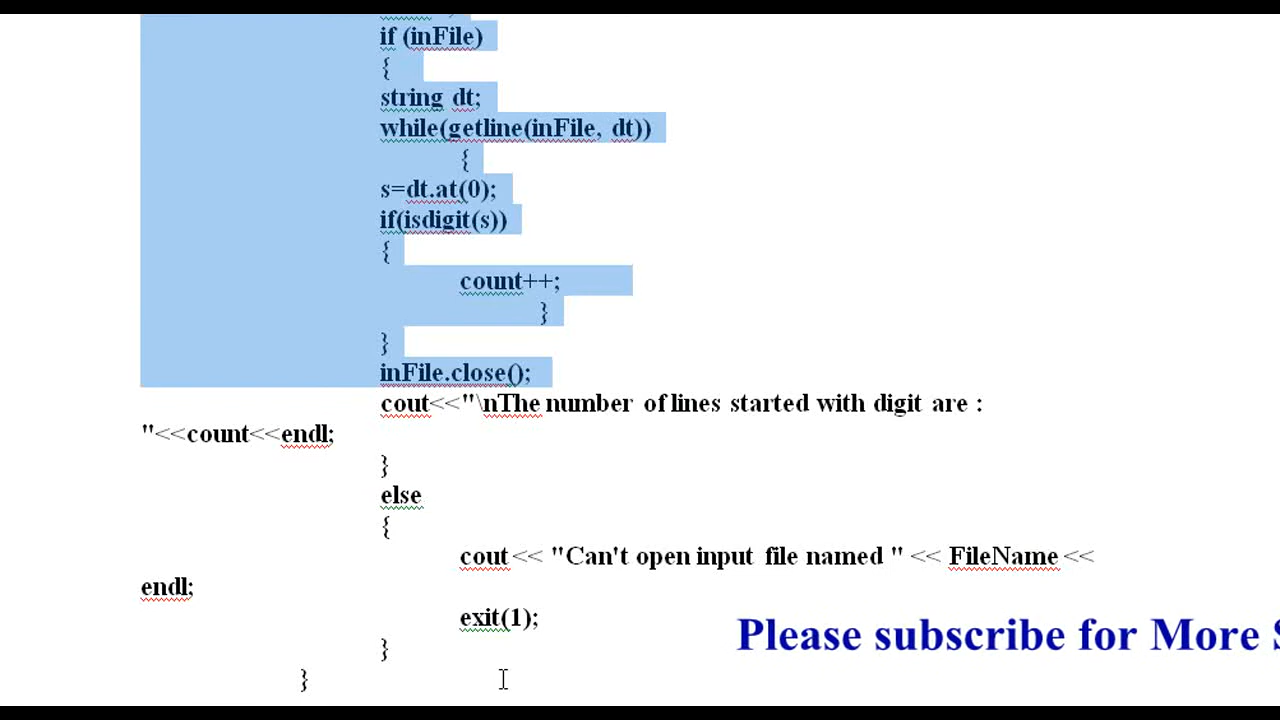 if (inFile)
{
string dt;
while(getline(inFile, dt))
{
s=dt.at(0);
if(isdigit(s))
{
count++;
}
}
inFile.close();
cout<<"\nThe number of lines started with digit are :
"<<count<<endl;
}
else
{
cout<< "Can't open input file named " << FileName <<
endl;
exit(1);
}
Please subscribe for More
}